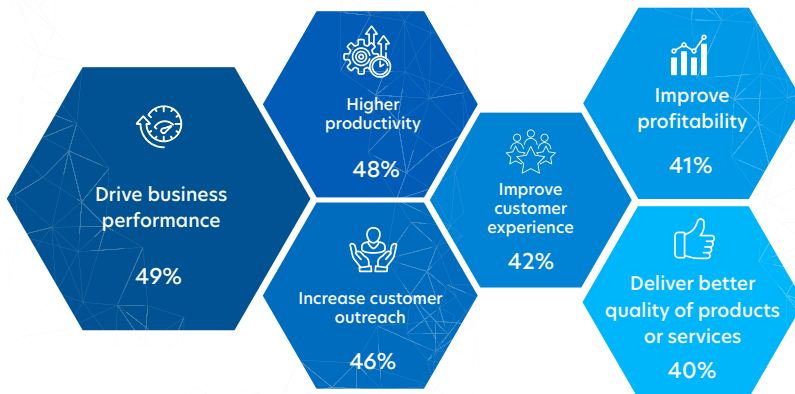 Drive business
performance
49%
Higher
productivity
48%
Increase customer
outreach
46%
Improve
customer
experience
42%
Improve
profitability
41%
Deliver better
quality of products
or services
40%